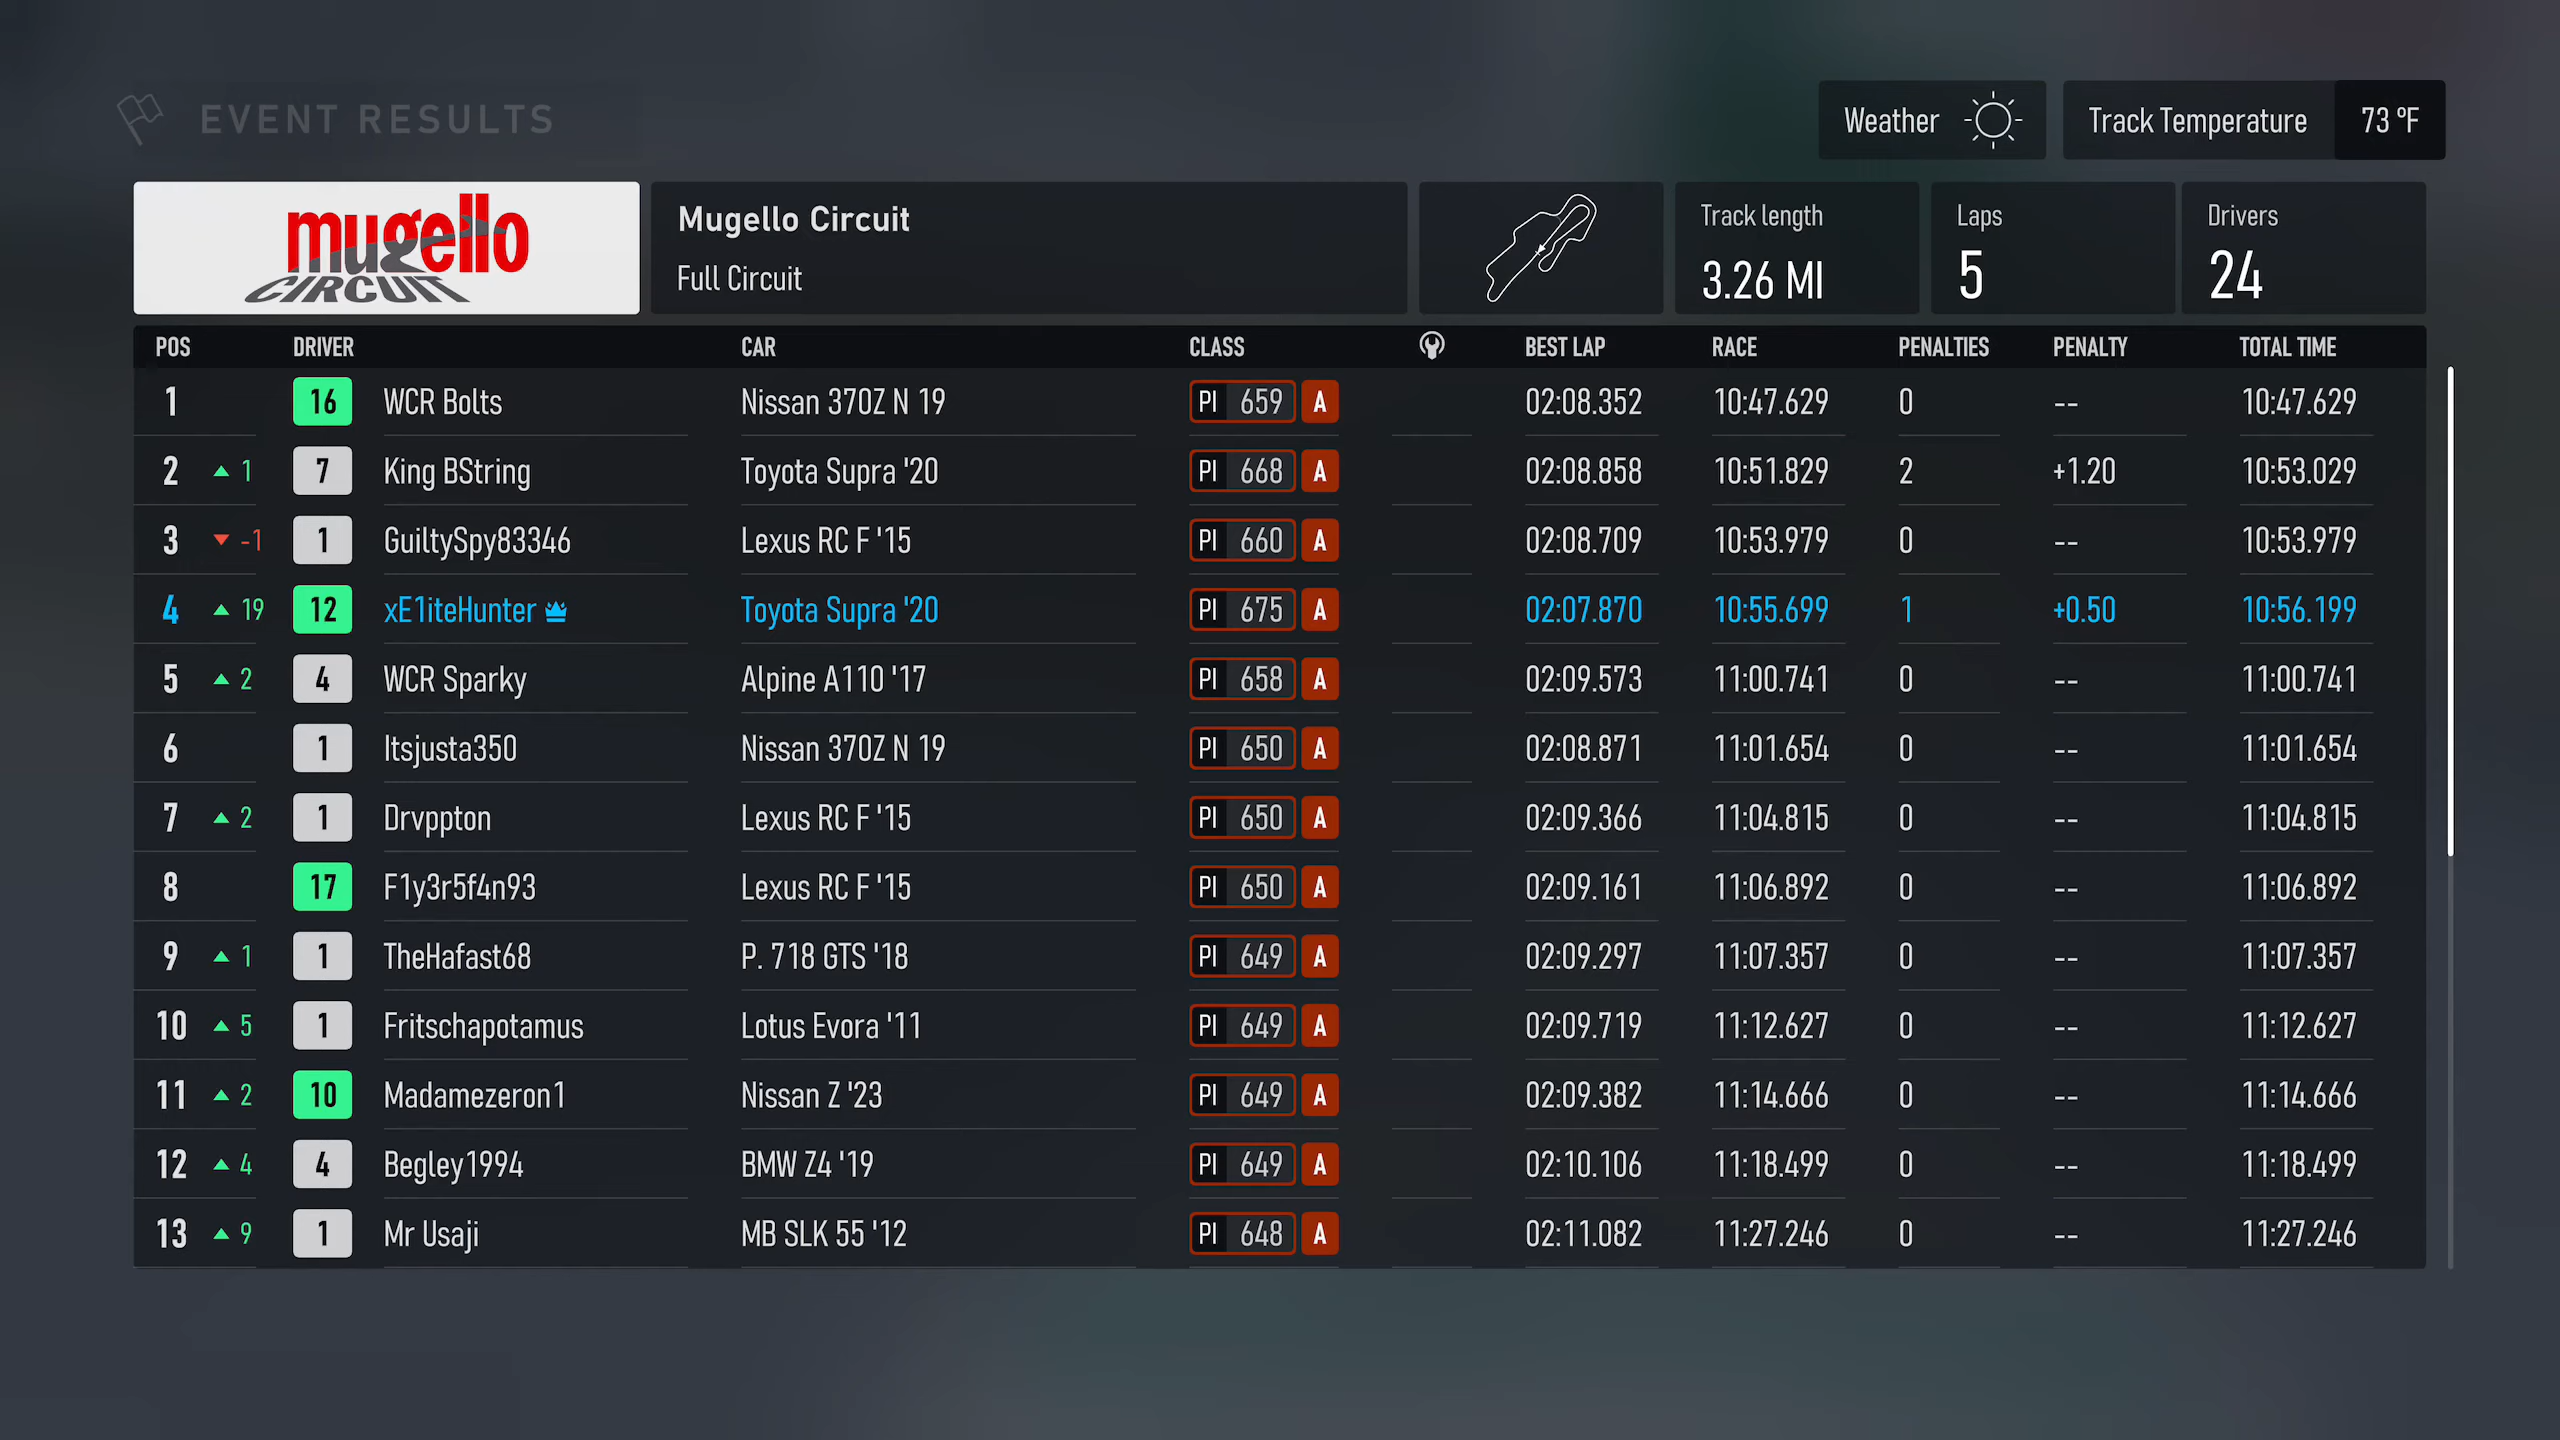 EVENT RESULTS
Weather
Track Temperature 73 °F
mugello
CIRCUIT
Mugello Circuit
Full Circuit
Track length
3.26 MI
Laps
5
Drivers
24
POS DRIVER CAR CLASS BEST LAP RACE PENALTIES PENALTY TOTAL TIME
1 16 WCR Bolts Nissan 370Z N 19 PI 659 A 02:08.352 10:47.629 0 -- 10:47.629
2 1 7 King BString Toyota Supra '20 PI 668 A 02:08.858 10:51.829 2 +1.20 10:53.029
3 -1 1 GuiltySpy83346 Lexus RC F '15 PI 660 A 02:08.709 10:53.979 0 -- 10:53.979
4 19 12 xE1iteHunter Toyota Supra '20 PI 675 A 02:07.870 10:55.699 1 +0.50 10:56.199
5 2 4 WCR Sparky Alpine A110 '17 PI 658 A 02:09.573 11:00.741 0 -- 11:00.741
6 1 Itsjusta350 Nissan 370Z N 19 PI 650 A 02:08.871 11:01.654 0 -- 11:01.654
7 2 1 Drvppton Lexus RC F '15 PI 650 A 02:09.366 11:04.815 0 -- 11:04.815
8 17 F1y3r5f4n93 Lexus RC F '15 PI 650 A 02:09.161 11:06.892 0 -- 11:06.892
9 1 1 TheHafast68 P. 718 GTS '18 PI 649 A 02:09.297 11:07.357 0 -- 11:07.357
10 5 1 Fritschapotamus Lotus Evora '11 PI 649 A 02:09.719 11:12.627 0 -- 11:12.627
11 2 10 Madamezeron1 Nissan Z '23 PI 649 A 02:09.382 11:14.666 0 -- 11:14.666
12 4 4 Begley1994 BMW Z4 '19 PI 649 A 02:10.106 11:18.499 0 -- 11:18.499
13 9 1 Mr Usaji MB SLK 55 '12 PI 648 A 02:11.082 11:27.246 0 -- 11:27.246